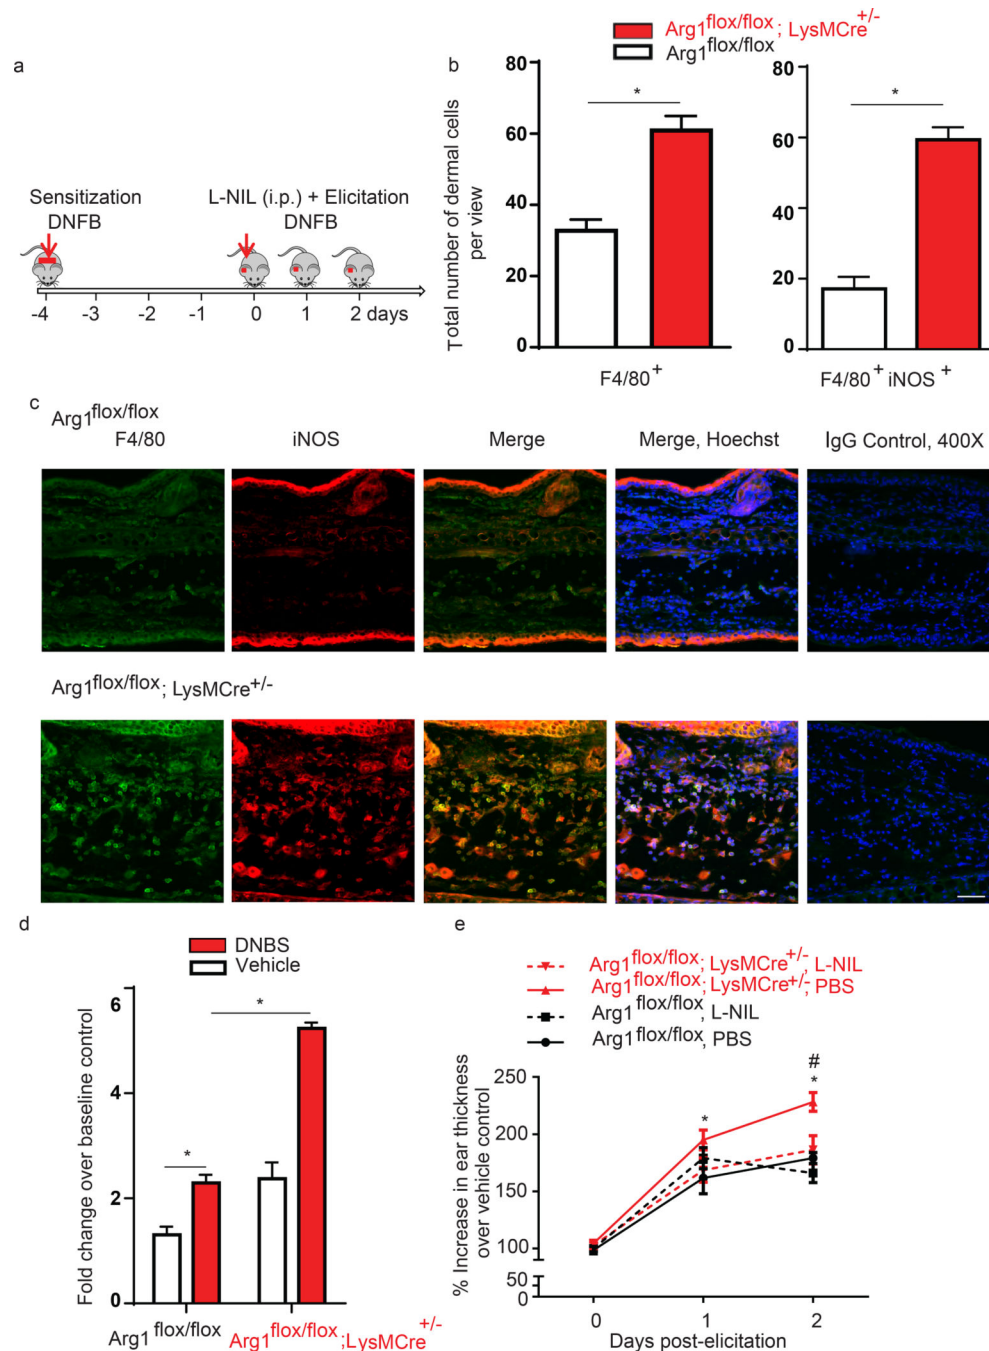 a
Sensitization
DNFB
L-NIL (i.p.) + Elicitation
DNFB
-4 -3 -2 -1 0 1 2 days
b
Arg1flox/flox; LysMCre+/-
Arg1flox/flox
Total number of dermal cells
per view
80
60
40
20
0
*
F4/80+
80
60
40
20
0
*
F4/80+ iNOS+
c
Arg1flox/flox
F4/80 iNOS Merge Merge, Hoechst IgG Control, 400X
Arg1flox/flox; LysMCre+/-
d
DNBS
Vehicle
Fold change over baseline control
6
4
2
0
*
*
Arg1flox/flox Arg1flox/flox;LysMCre+/-
e
Arg1flox/flox; LysMCre+/-, L-NIL
Arg1flox/flox; LysMCre+/-, PBS
Arg1flox/flox, L-NIL
Arg1flox/flox, PBS
% Increase in ear thickness
over vehicle control
250
200
150
100
50
0
*
#
*
0 1 2
Days post-elicitation